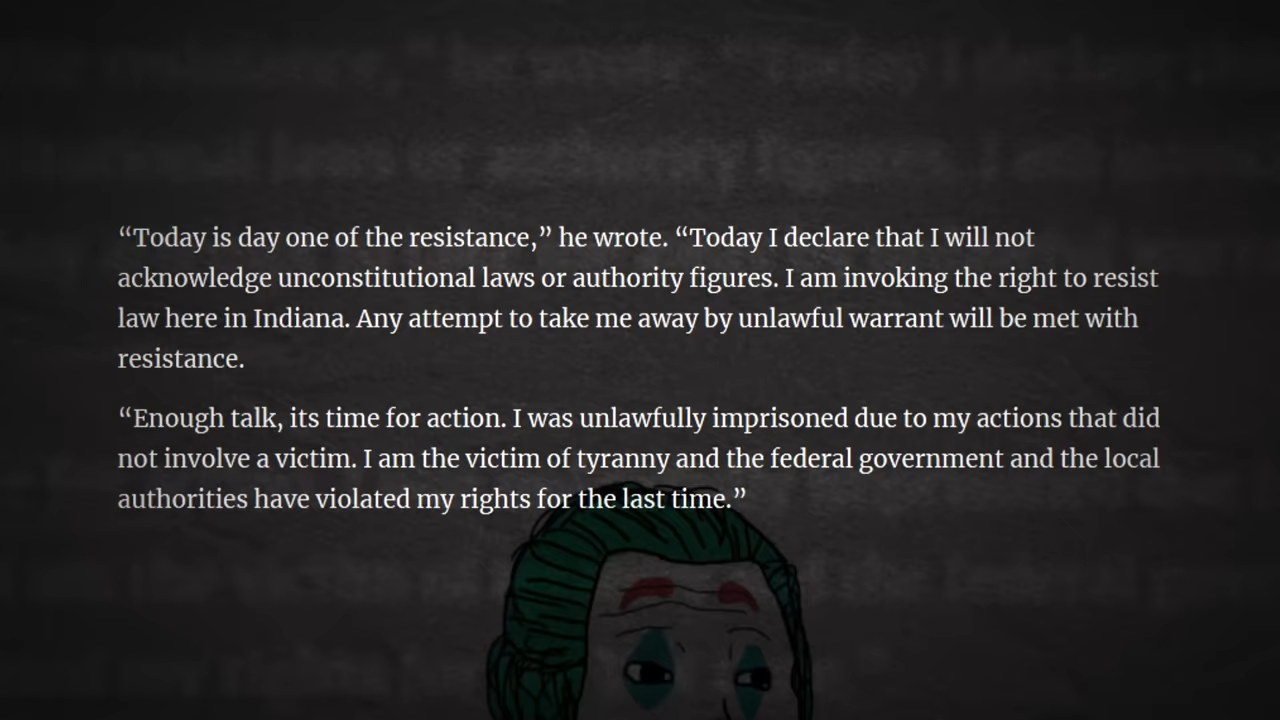 “Today is day one of the resistance,” he wrote. “Today I declare that I will not
acknowledge unconstitutional laws or authority figures. I am invoking the right to resist
law here in Indiana. Any attempt to take me away by unlawful warrant will be met with
resistance.
“Enough talk, its time for action. I was unlawfully imprisoned due to my actions that did
not involve a victim. I am the victim of tyranny and the federal government and the local
authorities have violated my rights for the last time.”